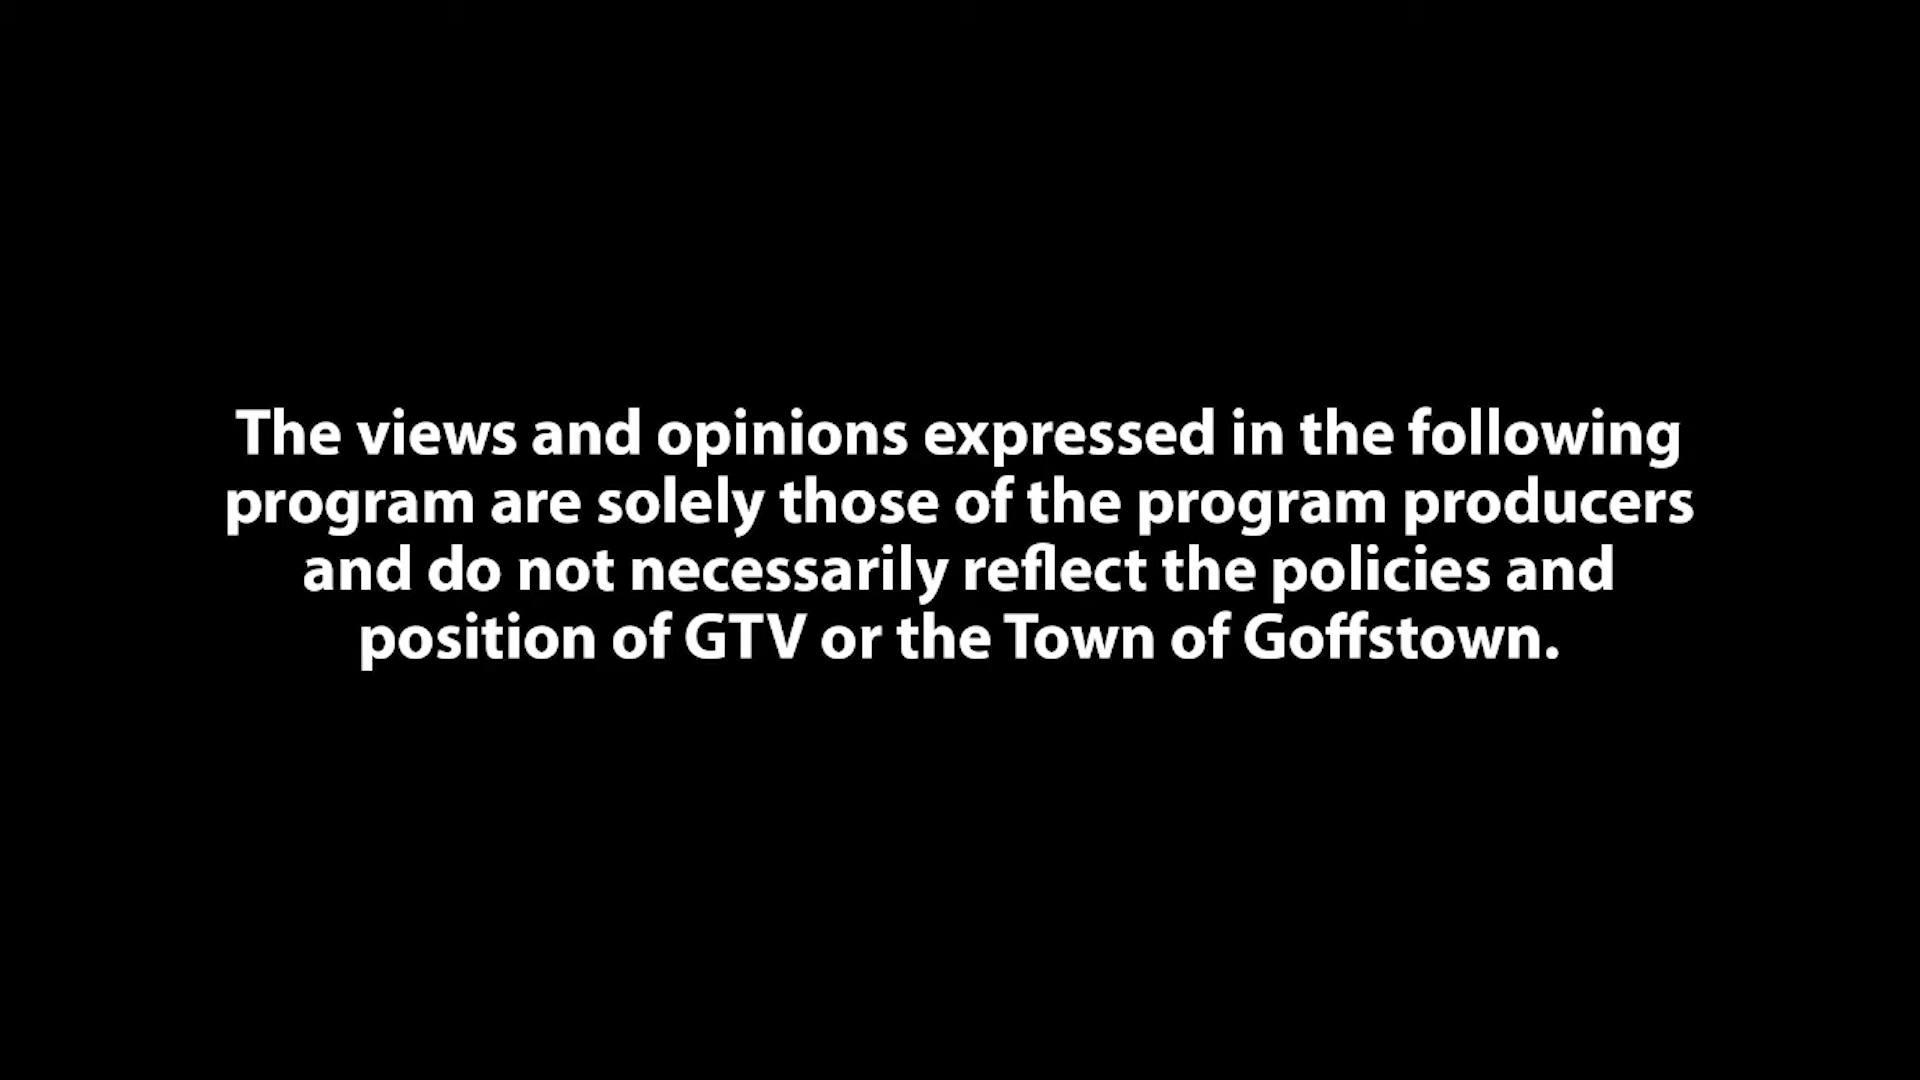 The views and opinions expressed in the following
program are solely those of the program producers
and do not necessarily reflect the policies and
position of GTV or the Town of Goffstown.